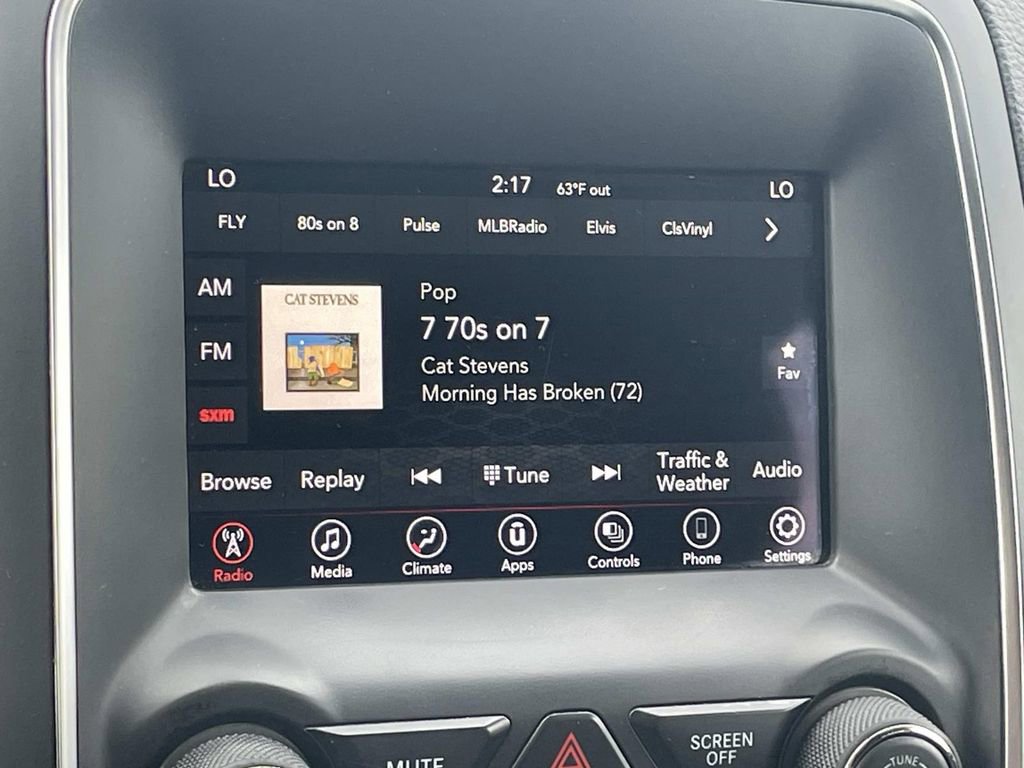 LO 2:17 63°F out LO
FLY 80s on 8 Pulse MLBRadio Elvis ClsVinyl
AM
FM
sxm
CAT STEVENS
Pop
7 70s on 7
Cat Stevens
Morning Has Broken (72)
Fav
Browse Replay Tune Traffic & Weather Audio
Radio Media Climate Apps Controls Phone Settings
MUTE
SCREEN
OFF
TUNE